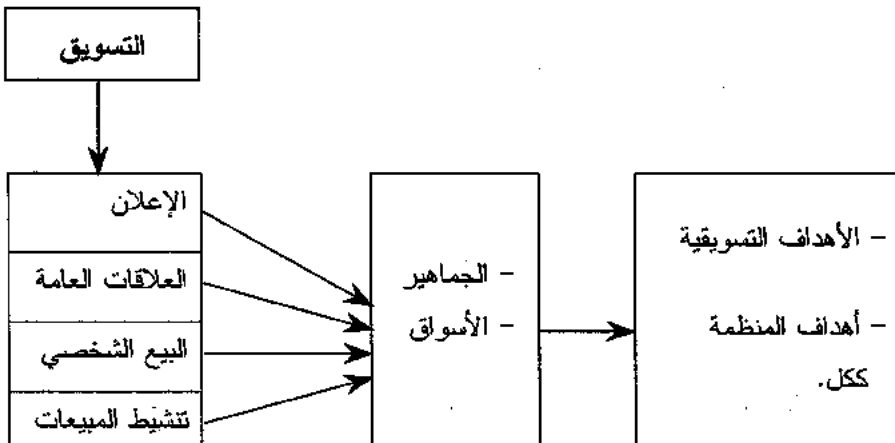 التسويق
الإعلان
العلاقات العامة
البيع الشخصي
تنشيط المبيعات
- الجماهير
- الأسواق
- الأهداف التسويقية
- أهداف المنظمة
ككل.